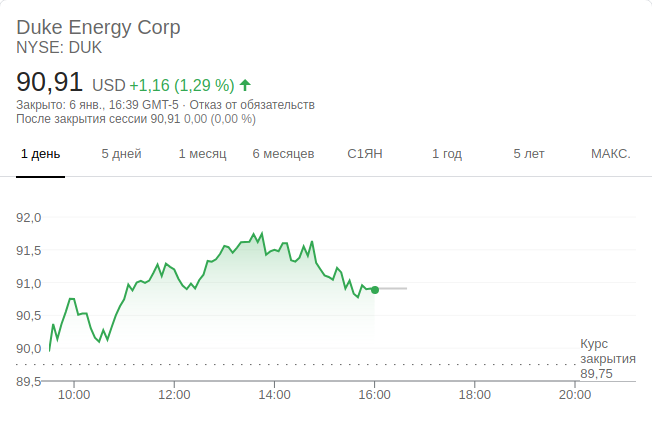 Duke Energy Corp
NYSE: DUK
90,91 USD +1,16 (1,29 %)
Закрыто: 6 янв., 16:39 GMT-5 · Отказ от обязательств
После закрытия сессии 90,91 0,00 (0,00 %)
1 день 5 дней 1 месяц 6 месяцев С1ЯН 1 год 5 лет МАКС.
92,0
91,5
91,0
90,5
90,0
Курс
закрытия
89,75
89,5
10:00 12:00 14:00 16:00 18:00 20:00